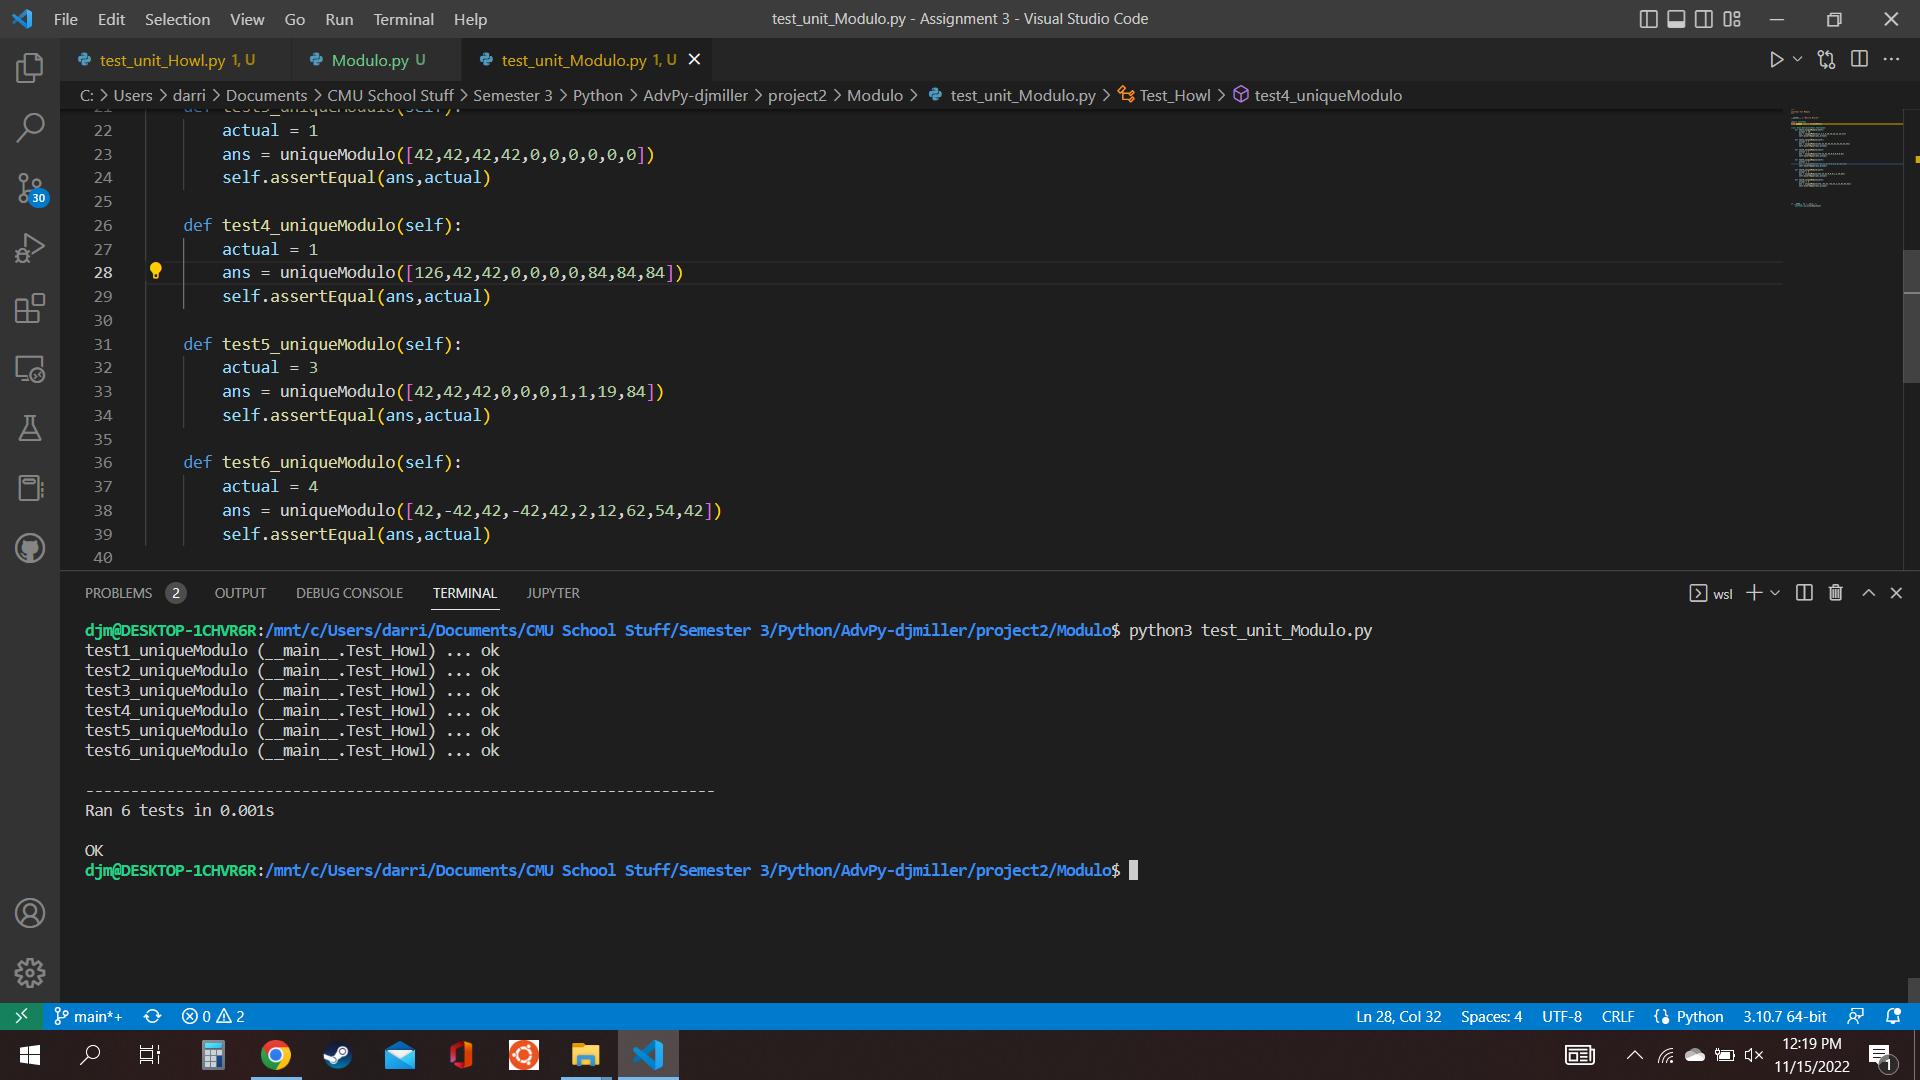 File Edit Selection View Go Run Terminal Help test_unit_Modulo.py - Assignment 3 - Visual Studio Code
test_unit_Howl.py 1, U Modulo.py U test_unit_Modulo.py 1, U
C: > Users > darri > Documents > CMU School Stuff > Semester 3 > Python > AdvPy-djmiller > project2 > Modulo > test_unit_Modulo.py > Test_Howl > test4_uniqueModulo
22 actual = 1
23 ans = uniqueModulo([42,42,42,42,0,0,0,0,0,0])
24 self.assertEqual(ans,actual)
25
26 def test4_uniqueModulo(self):
27 actual = 1
28 ans = uniqueModulo([126,42,42,0,0,0,0,84,84,84])
29 self.assertEqual(ans,actual)
30
31 def test5_uniqueModulo(self):
32 actual = 3
33 ans = uniqueModulo([42,42,42,0,0,0,1,1,19,84])
34 self.assertEqual(ans,actual)
35
36 def test6_uniqueModulo(self):
37 actual = 4
38 ans = uniqueModulo([42,-42,42,-42,42,2,12,62,54,42])
39 self.assertEqual(ans,actual)
40
30
PROBLEMS 2 OUTPUT DEBUG CONSOLE TERMINAL JUPYTER wsl
djm@DESKTOP-1CHVR6R:/mnt/c/Users/darri/Documents/CMU School Stuff/Semester 3/Python/AdvPy-djmiller/project2/Modulo$ python3 test_unit_Modulo.py
test1_uniqueModulo (__main__.Test_Howl) ... ok
test2_uniqueModulo (__main__.Test_Howl) ... ok
test3_uniqueModulo (__main__.Test_Howl) ... ok
test4_uniqueModulo (__main__.Test_Howl) ... ok
test5_uniqueModulo (__main__.Test_Howl) ... ok
test6_uniqueModulo (__main__.Test_Howl) ... ok
----------------------------------------------------------------------
Ran 6 tests in 0.001s
OK
djm@DESKTOP-1CHVR6R:/mnt/c/Users/darri/Documents/CMU School Stuff/Semester 3/Python/AdvPy-djmiller/project2/Modulo$
main*+ 0 2 Ln 28, Col 32 Spaces: 4 UTF-8 CRLF Python 3.10.7 64-bit
12:19 PM
11/15/2022
1